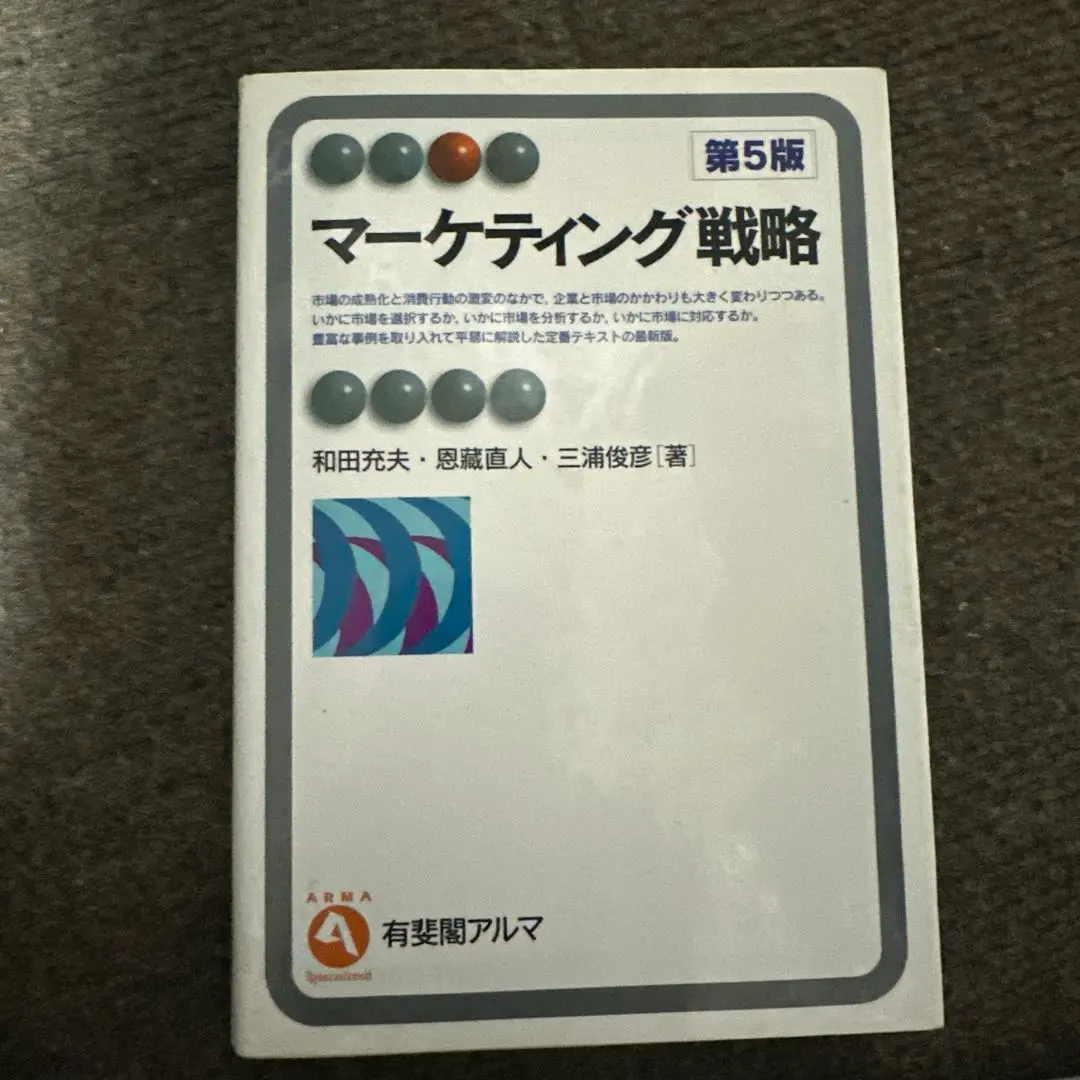 第5版
マーケティング戦略
市場の成熟化と消費行動の激変のなかで，企業と市場のかかわりも大きく変わりつつある。
いかに市場を選択するか，いかに市場を分析するか，いかに市場に対応するか。
豊富な事例を取り入れて平易に解説した定番テキストの最新版。
和田充夫・恩藏直人・三浦俊彦[著]
ARMA
有斐閣アルマ
Specialized